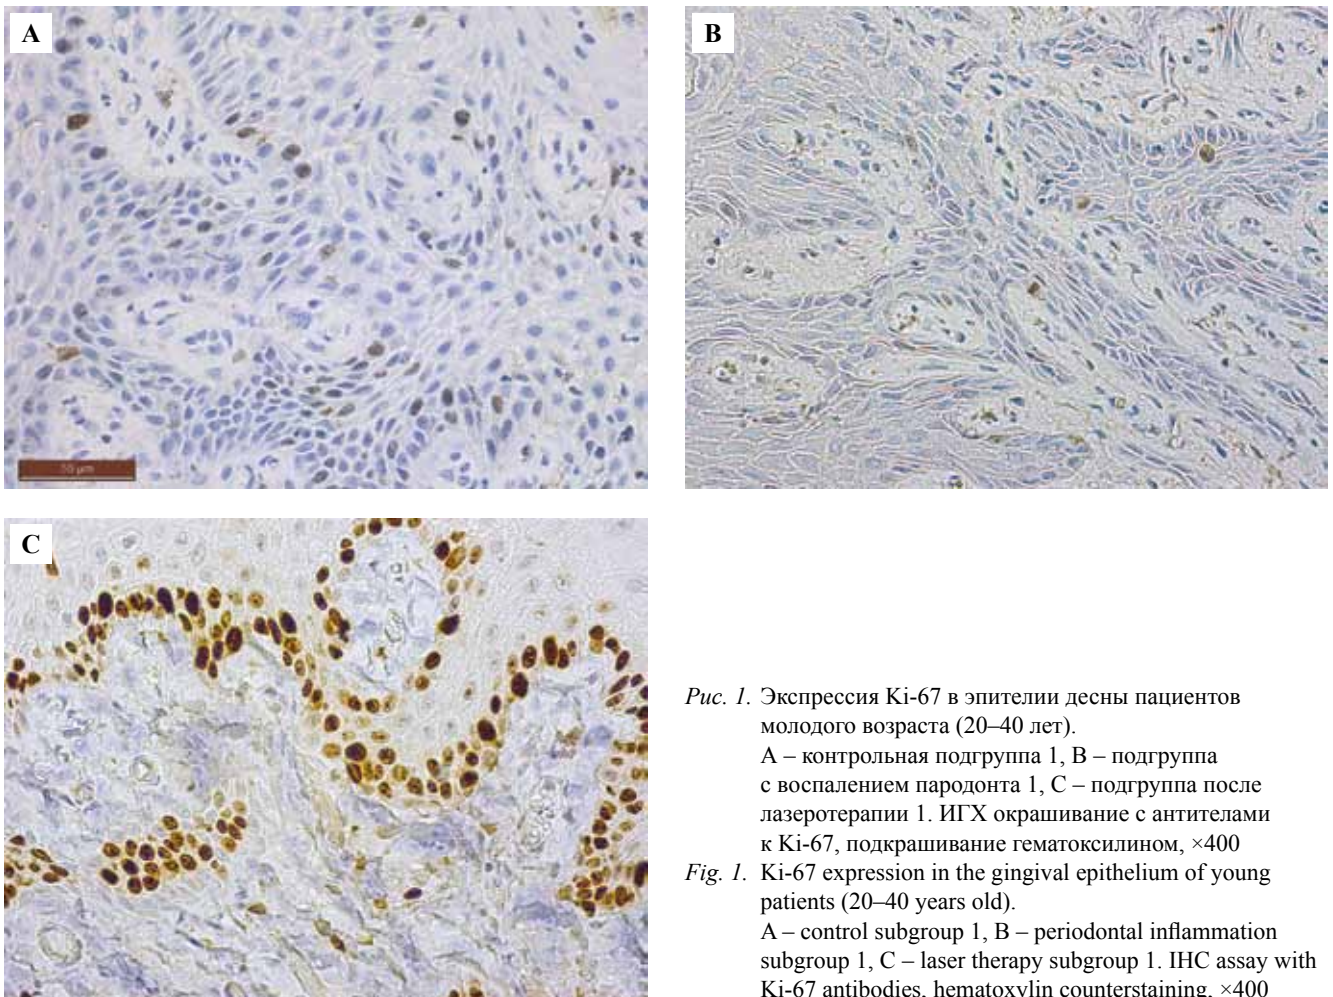 A
B
50 µm
C
Рис. 1. Экспрессия Ki-67 в эпителии десны пациентов
молодого возраста (20–40 лет).
А – контрольная подгруппа 1, В – подгруппа
с воспалением пародонта 1, С – подгруппа после
лазеротерапии 1. ИГХ окрашивание с антителами
к Ki-67, подкрашивание гематоксилином, ×400
Fig. 1. Ki-67 expression in the gingival epithelium of young
patients (20–40 years old).
A – control subgroup 1, B – periodontal inflammation
subgroup 1, C – laser therapy subgroup 1. IHC assay with
Ki-67 antibodies, hematoxylin counterstaining, ×400